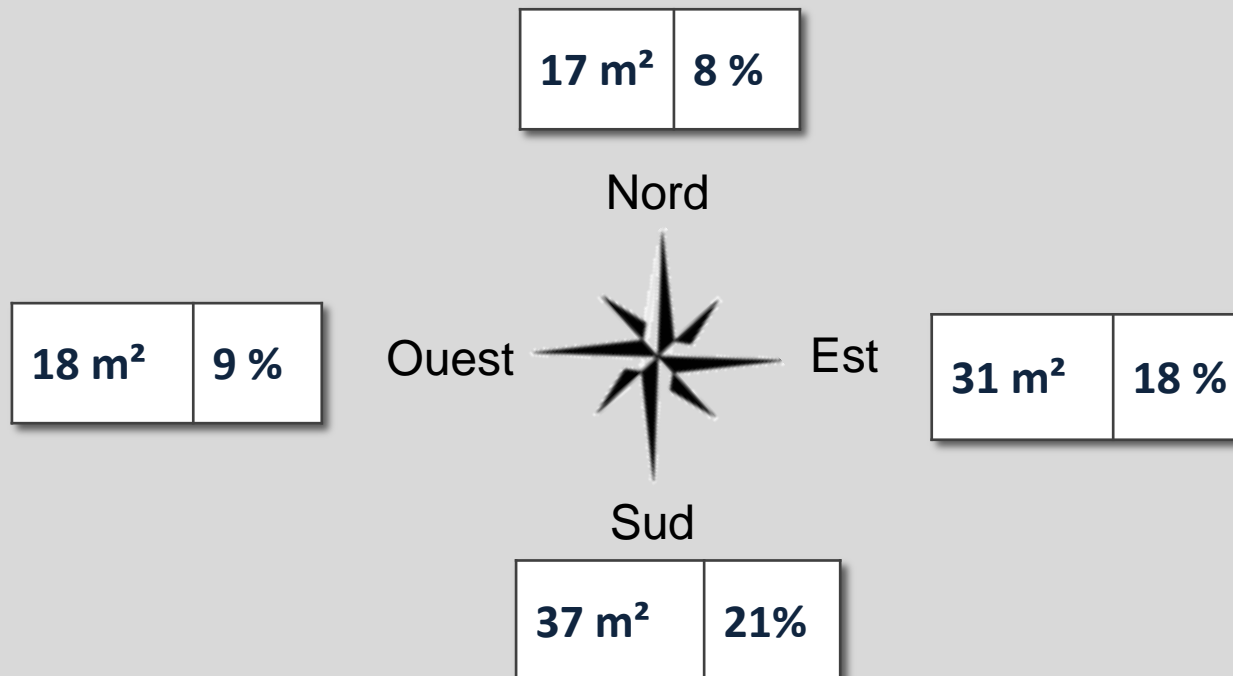 17 m² 8 %
Nord
18 m² 9 %
Ouest
Est
31 m² 18 %
Sud
37 m² 21%